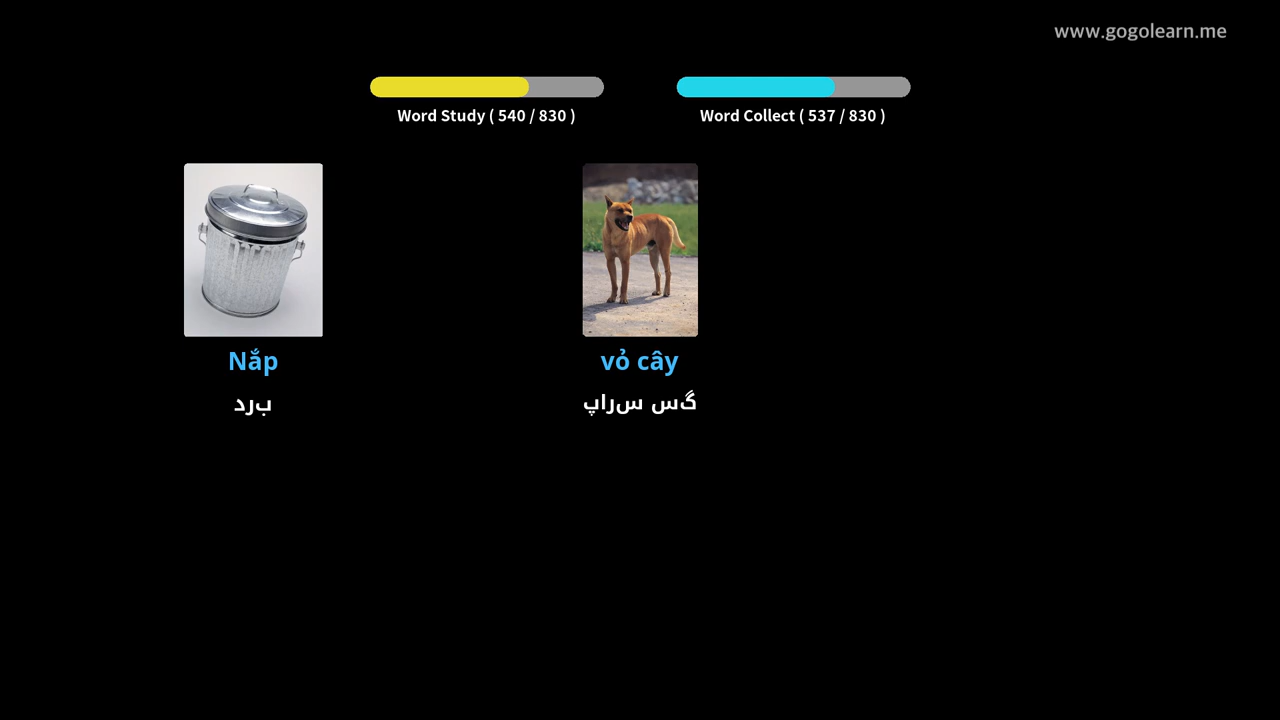 www.gogolearn.me
Word Study ( 540 / 830 )
Word Collect ( 537 / 830 )
Nắp
برد
vỏ cây
گس سراپ